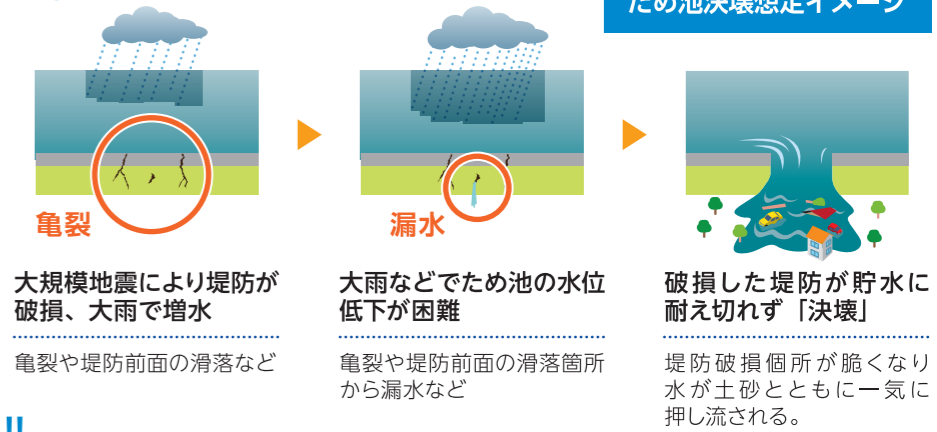 ため池決壊想定イメージ
亀裂
大規模地震により堤防が
破損、大雨で増水
亀裂や堤防前面の滑落など
漏水
大雨などでため池の水位
低下が困難
亀裂や堤防前面の滑落箇所
から漏水など
破損した堤防が貯水に
耐え切れず「決壊」
堤防破損個所が脆くなり
水が土砂とともに一気に
押し流される。